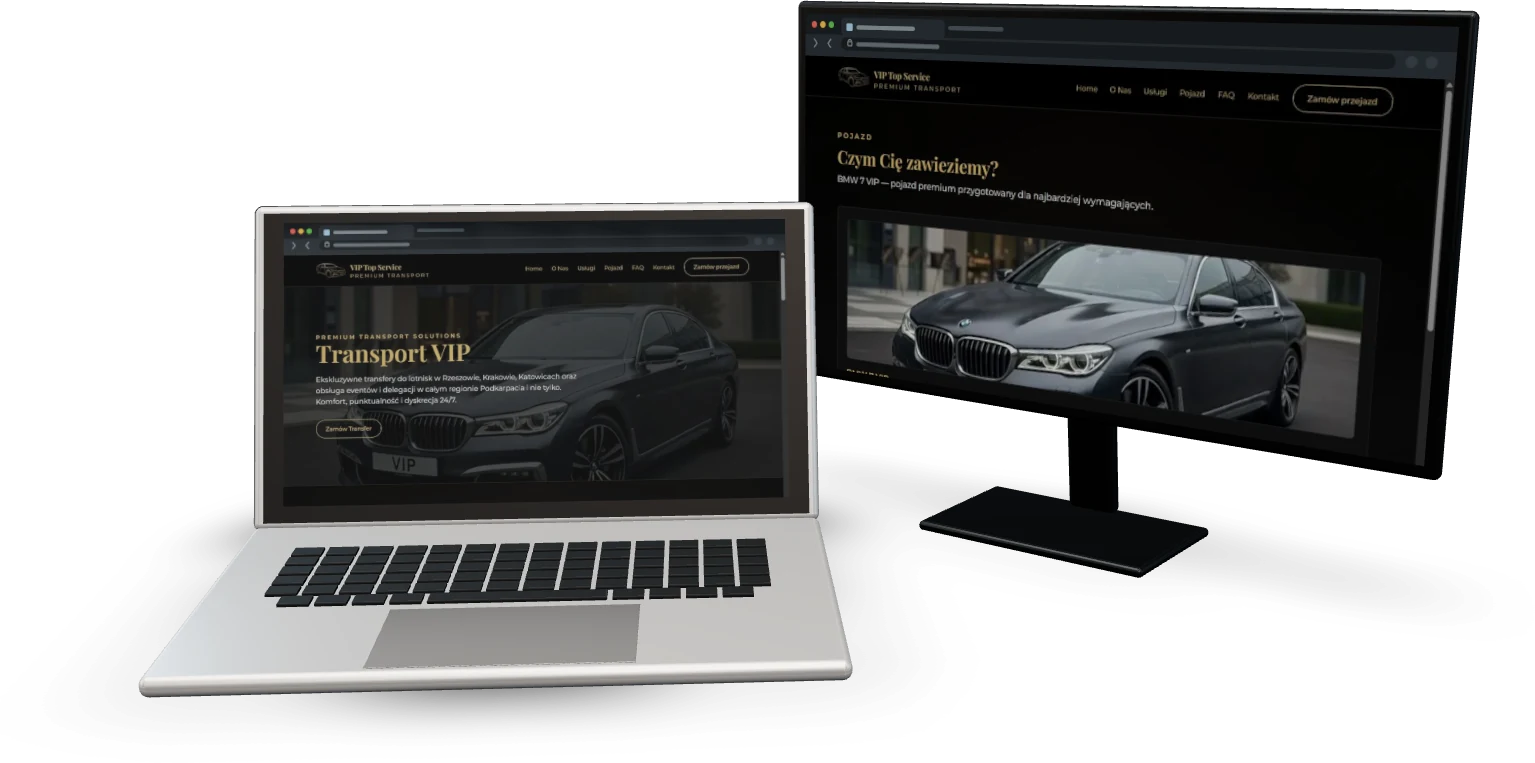 VIP Top Service
PREMIUM TRANSPORT
Home O Nas Usługi Pojazd FAQ Kontakt Zamów przejazd
PREMIUM TRANSPORT SOLUTIONS
Transport VIP
Ekskluzywne transfery do lotnisk w Rzeszowie, Krakowie, Katowicach oraz
obsługa eventów i delegacji w całym regionie Podkarpacia i nie tylko.
Komfort, punktualność i dyskrecja 24/7.
Zamów Transfer
VIP
VIP Top Service
PREMIUM TRANSPORT
Home O Nas Usługi Pojazd FAQ Kontakt Zamów przejazd
POJAZD
Czym Cię zawieziemy?
BMW 7 VIP — pojazd premium przygotowany dla najbardziej wymagających.